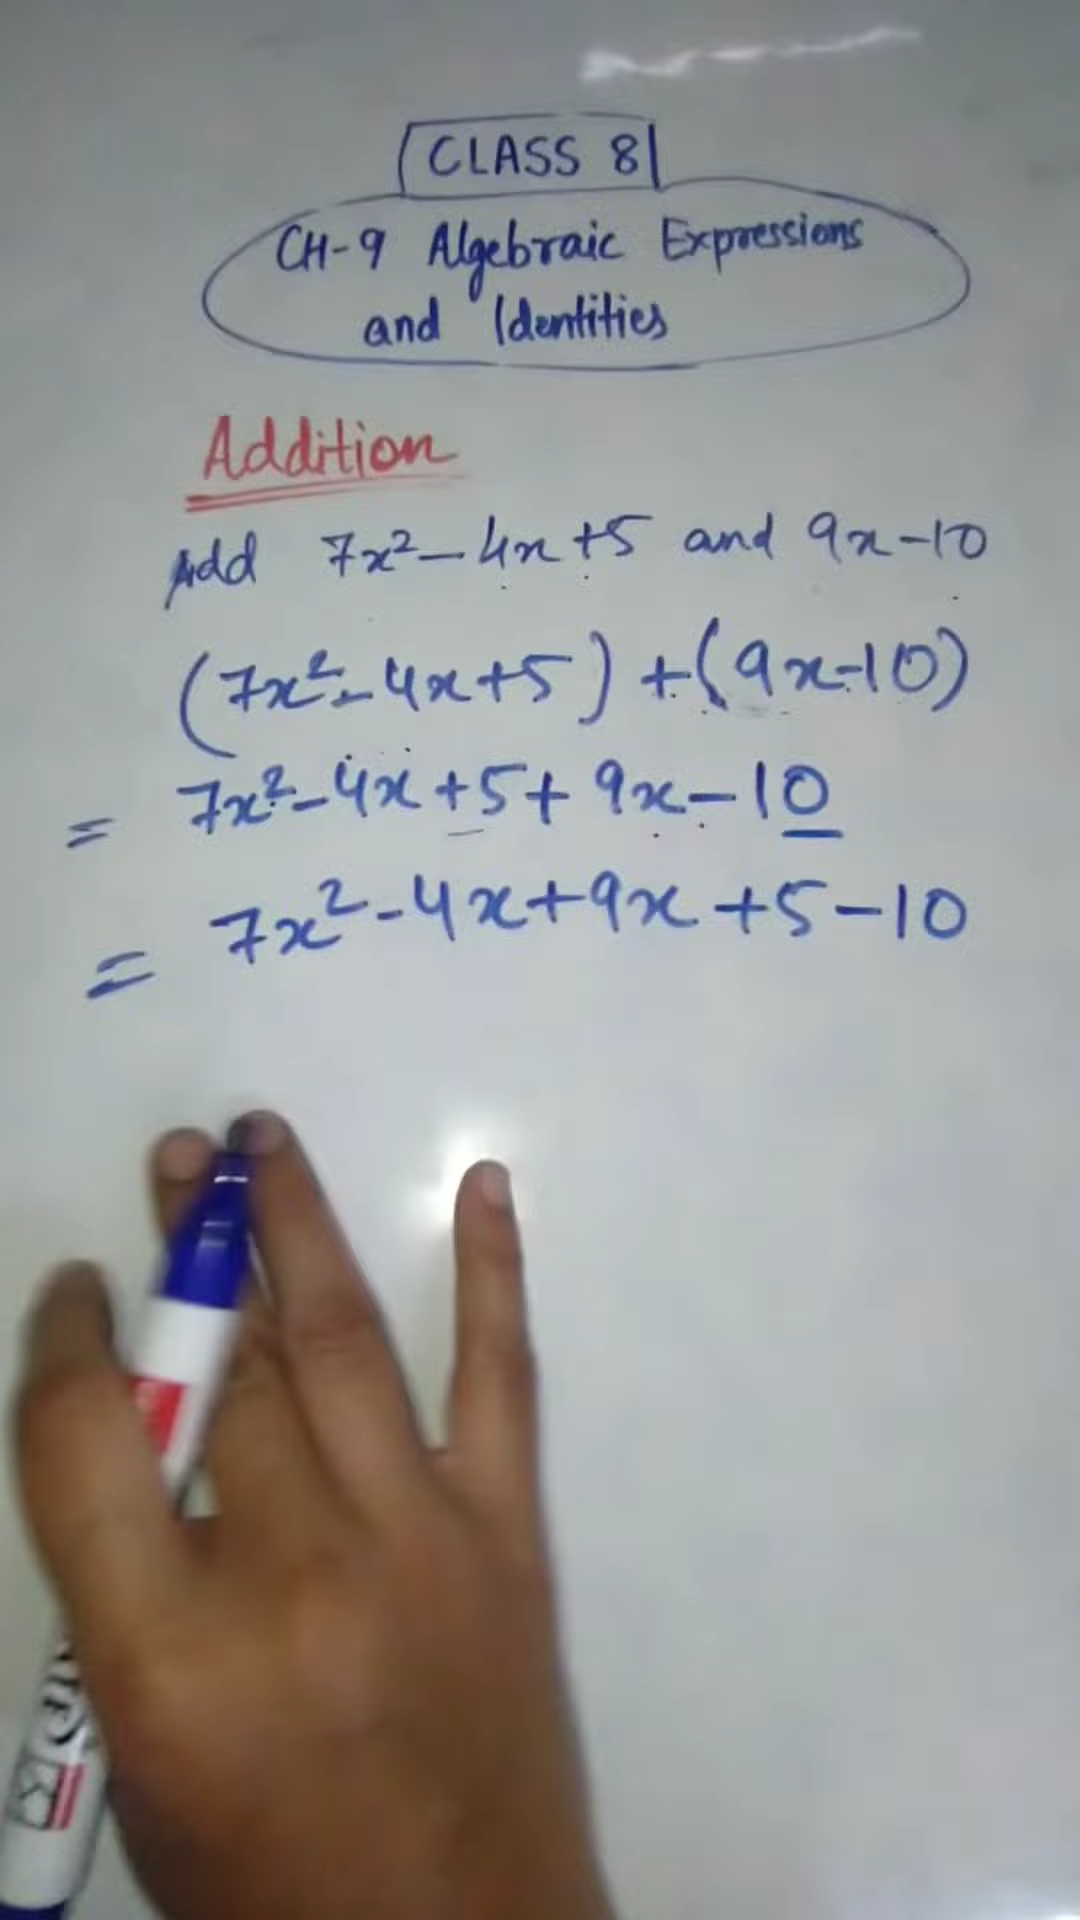 CLASS 8
CH-9 Algebraic Expressions
and Identities
Addition
Add 7x² - 4x + 5 and 9x - 10
(7x² - 4x + 5) + (9x - 10)
= 7x² - 4x + 5 + 9x - 10
= 7x² - 4x + 9x + 5 - 10